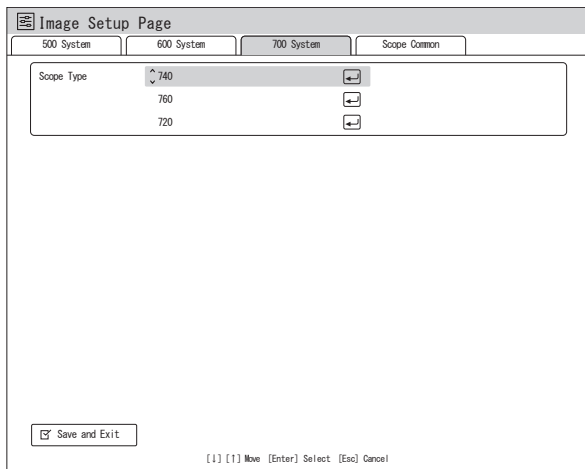 Image Setup Page
500 System 600 System 700 System Scope Common
Scope Type 740
760
720
Save and Exit
[↓] [↑] Move [Enter] Select [Esc] Cancel